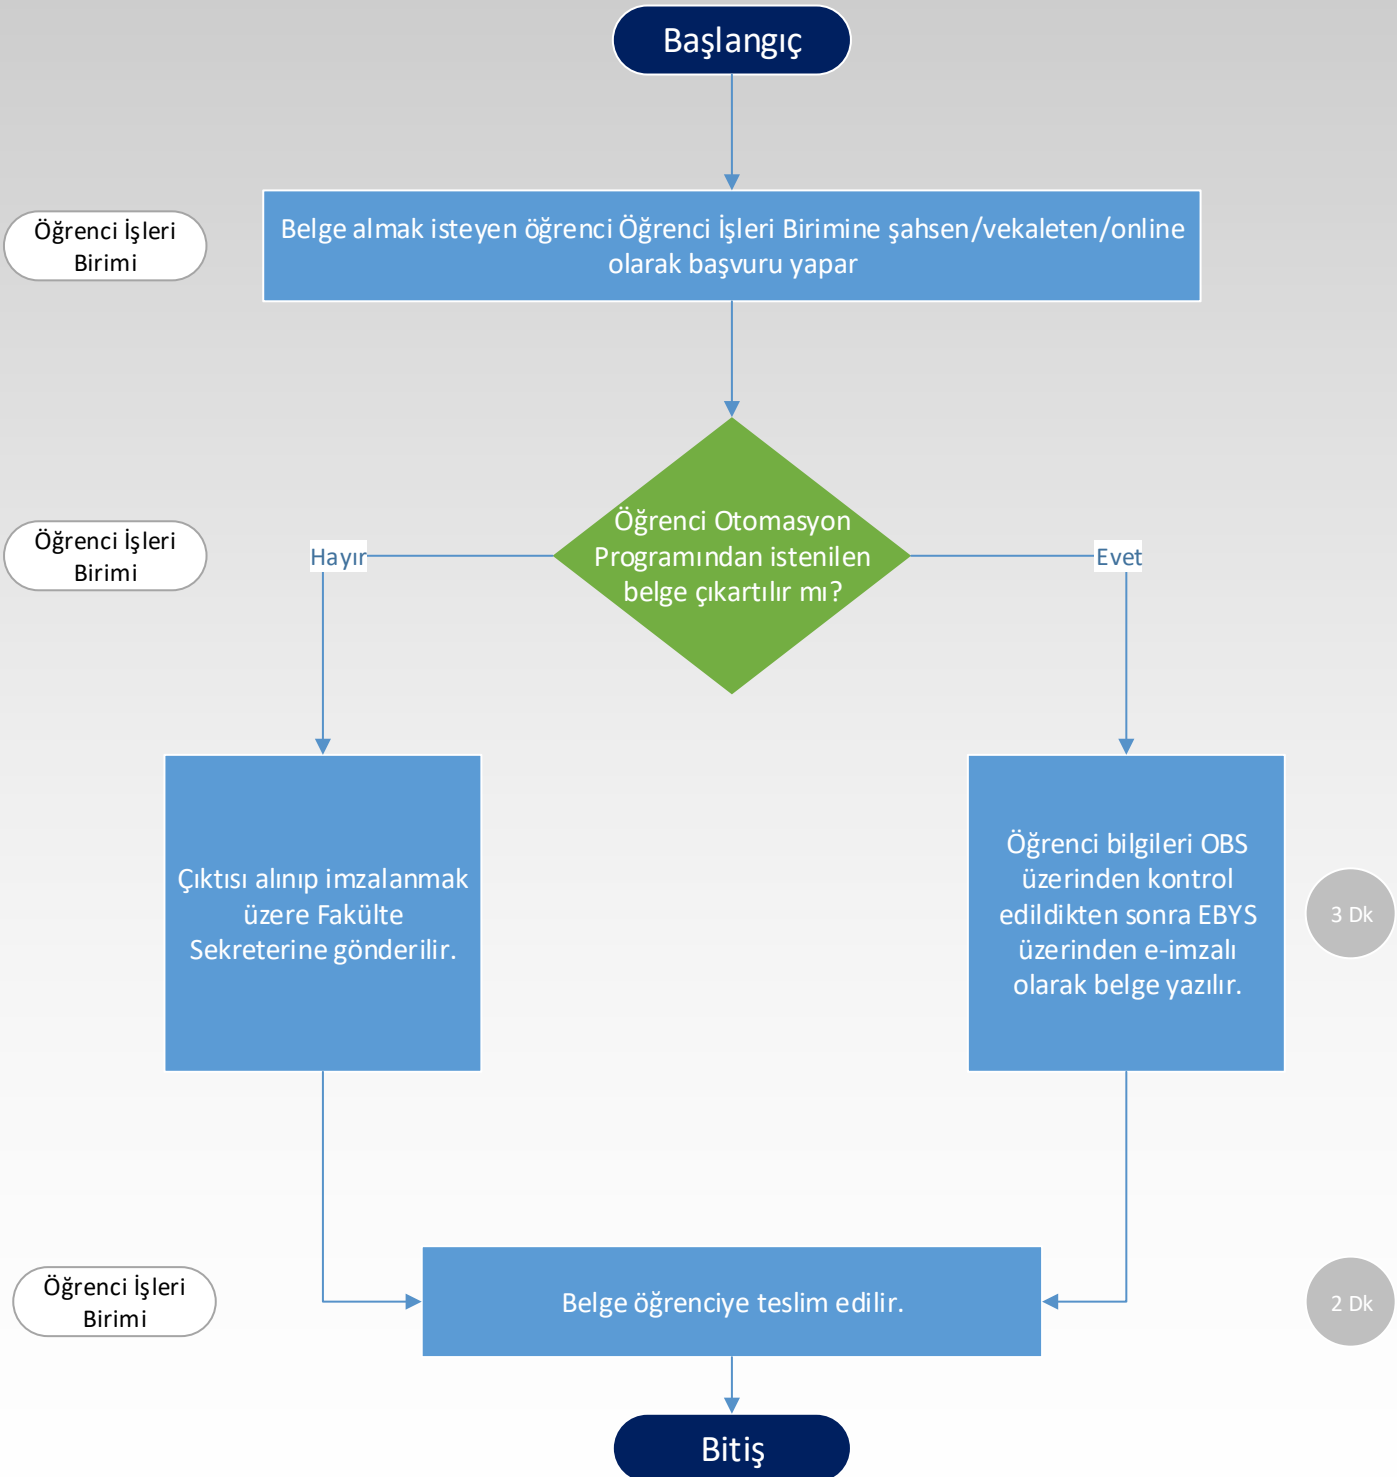 Başlangıç
Öğrenci İşleri
Birimi
Belge almak isteyen öğrenci Öğrenci İşleri Birimine şahsen/vekaleten/online
olarak başvuru yapar
Öğrenci İşleri
Birimi
Hayır
Öğrenci Otomasyon
Programından istenilen
belge çıkartılır mı?
Evet
Çıktısı alınıp imzalanmak
üzere Fakülte
Sekreterine gönderilir.
Öğrenci bilgileri OBS
üzerinden kontrol
edildikten sonra EBYS
üzerinden e-imzalı
olarak belge yazılır.
3 Dk
Öğrenci İşleri
Birimi
Belge öğrenciye teslim edilir.
2 Dk
Bitiş